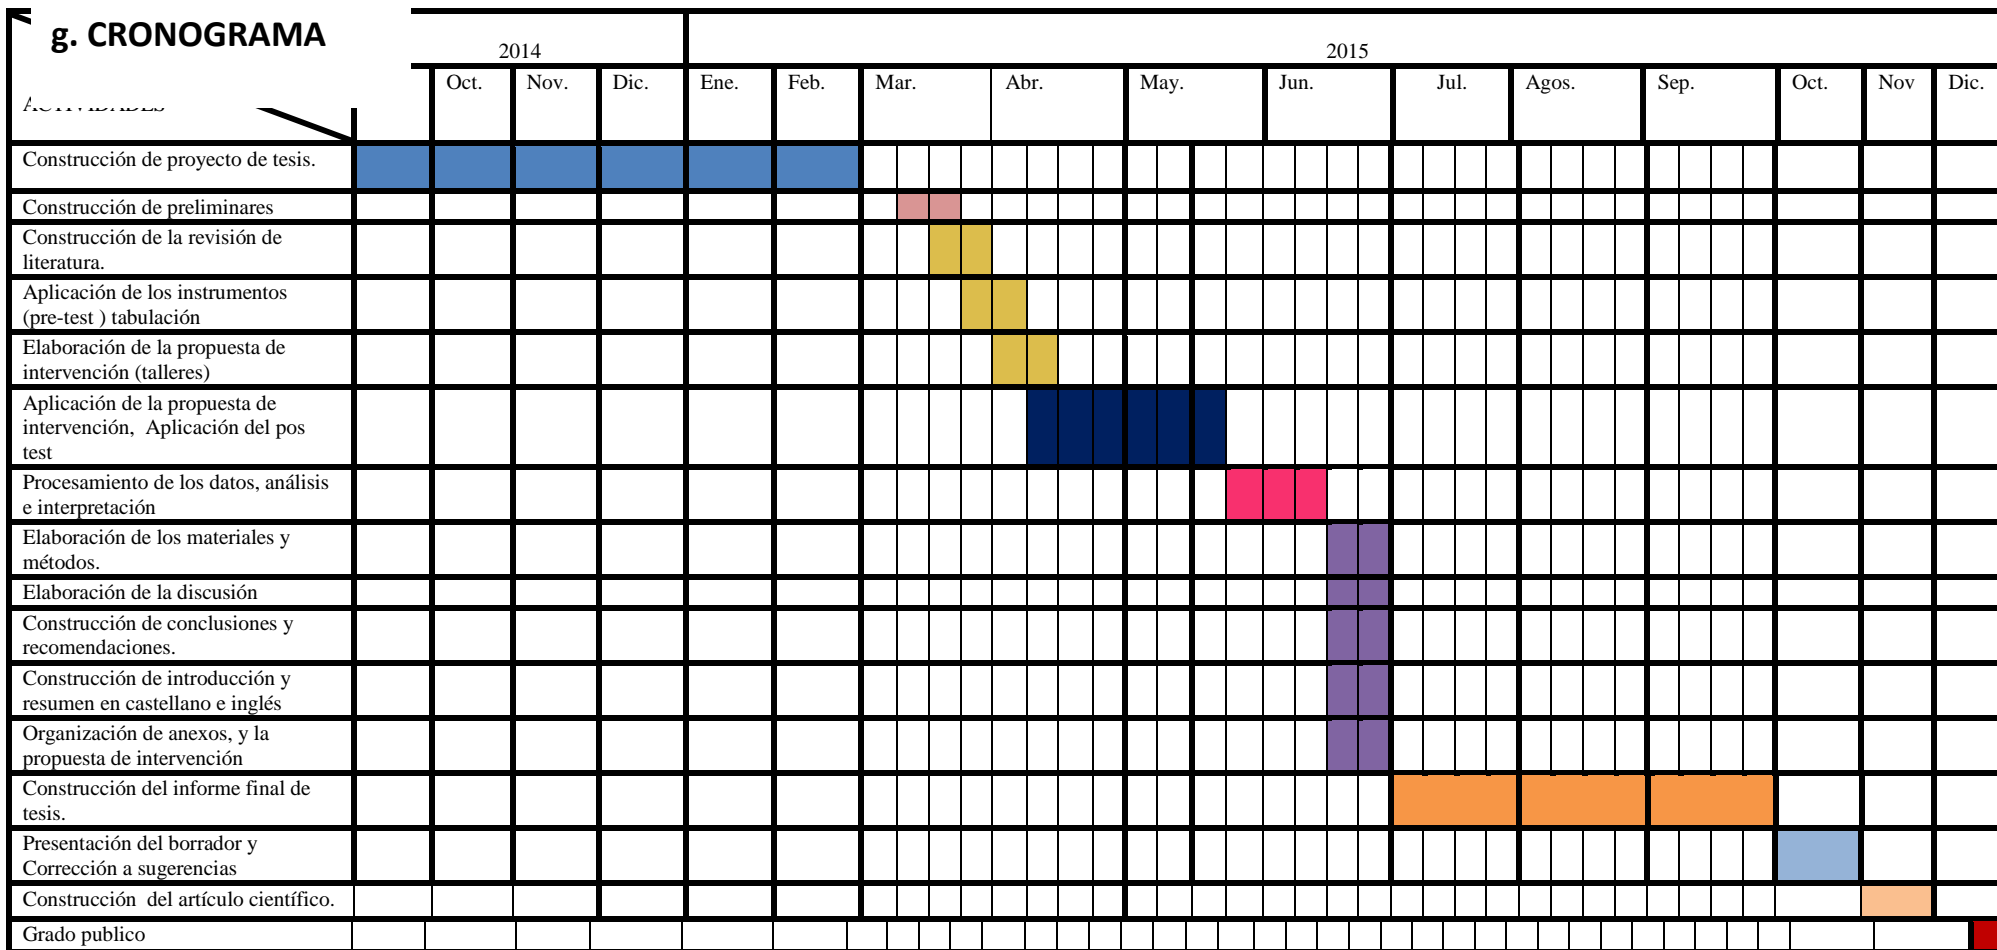 g. CRONOGRAMA
2014
2015
Oct.
Nov.
Dic.
Ene.
Feb.
Mar.
Abr.
May.
Jun.
Jul.
Agos.
Sep.
Oct.
Nov
Dic.
ACTIVIDADES
Construcción de proyecto de tesis.
Construcción de preliminares
Construcción de la revisión de
literatura.
Aplicación de los instrumentos
(pre-test ) tabulación
Elaboración de la propuesta de
intervención (talleres)
Aplicación de la propuesta de
intervención, Aplicación del pos
test
Procesamiento de los datos, análisis
e interpretación
Elaboración de los materiales y
métodos.
Elaboración de la discusión
Construcción de conclusiones y
recomendaciones.
Construcción de introducción y
resumen en castellano e inglés
Organización de anexos, y la
propuesta de intervención
Construcción del informe final de
tesis.
Presentación del borrador y
Corrección a sugerencias
Construcción del artículo científico.
Grado publico